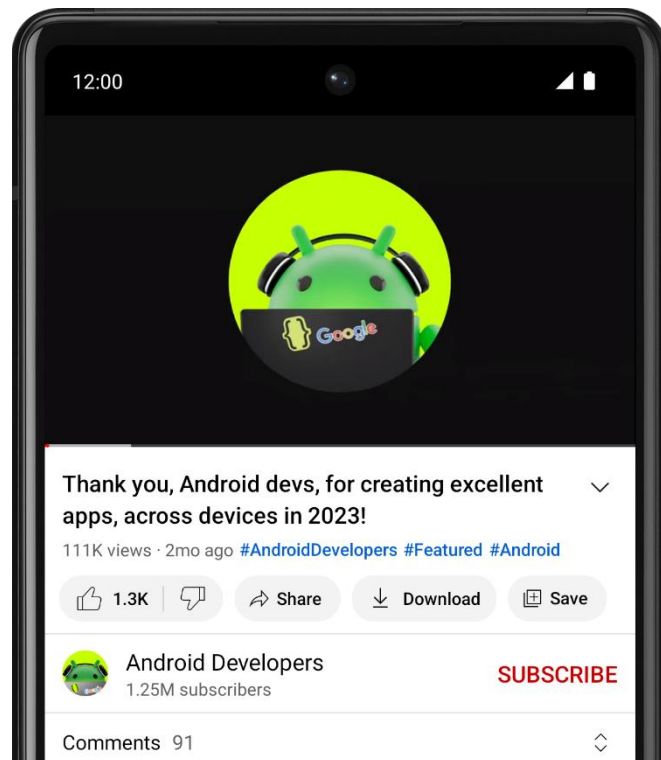 12:00
Google
Thank you, Android devs, for creating excellent
apps, across devices in 2023!
111K views · 2mo ago #AndroidDevelopers #Featured #Android
1.3K Share Download Save
Android Developers
1.25M subscribers
SUBSCRIBE
Comments 91